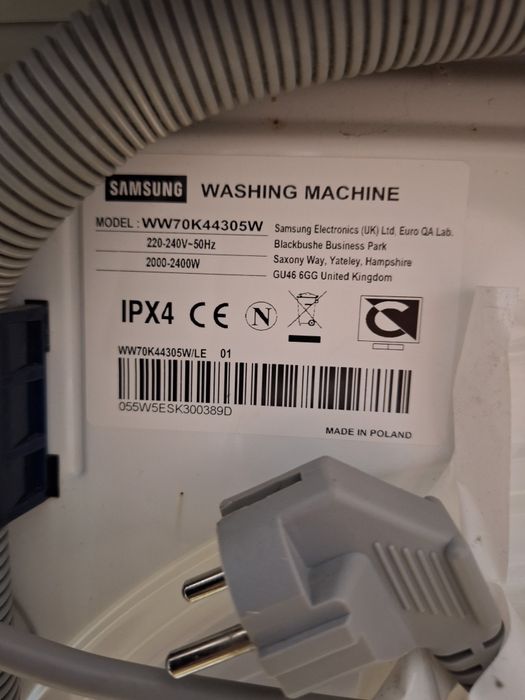 SAMSUNG WASHING MACHINE
MODEL : WW70K44305W
220-240V~50Hz
2000-2400W
Samsung Electronics (UK) Ltd, Euro QA Lab.
Blackbushe Business Park
Saxony Way, Yateley, Hampshire
GU46 6GG United Kingdom
IPX4 CE N
WW70K44305W/LE 01
055W5ESK300389D
MADE IN POLAND